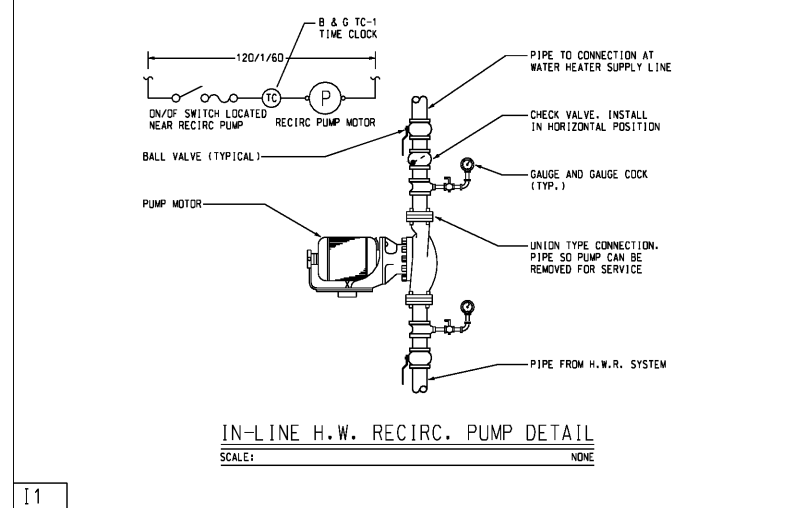 B & G TC-1
TIME CLOCK
120/1/60
TC
P
ON/OF SWITCH LOCATED
NEAR RECIRC PUMP
RECIRC PUMP MOTOR
BALL VALVE (TYPICAL)
PUMP MOTOR
PIPE TO CONNECTION AT
WATER HEATER SUPPLY LINE
CHECK VALVE. INSTALL
IN HORIZONTAL POSITION
GAUGE AND GAUGE COCK
(TYP.)
UNION TYPE CONNECTION.
PIPE SO PUMP CAN BE
REMOVED FOR SERVICE
PIPE FROM H.W.R. SYSTEM
IN-LINE H.W. RECIRC. PUMP DETAIL
SCALE: NONE
I1